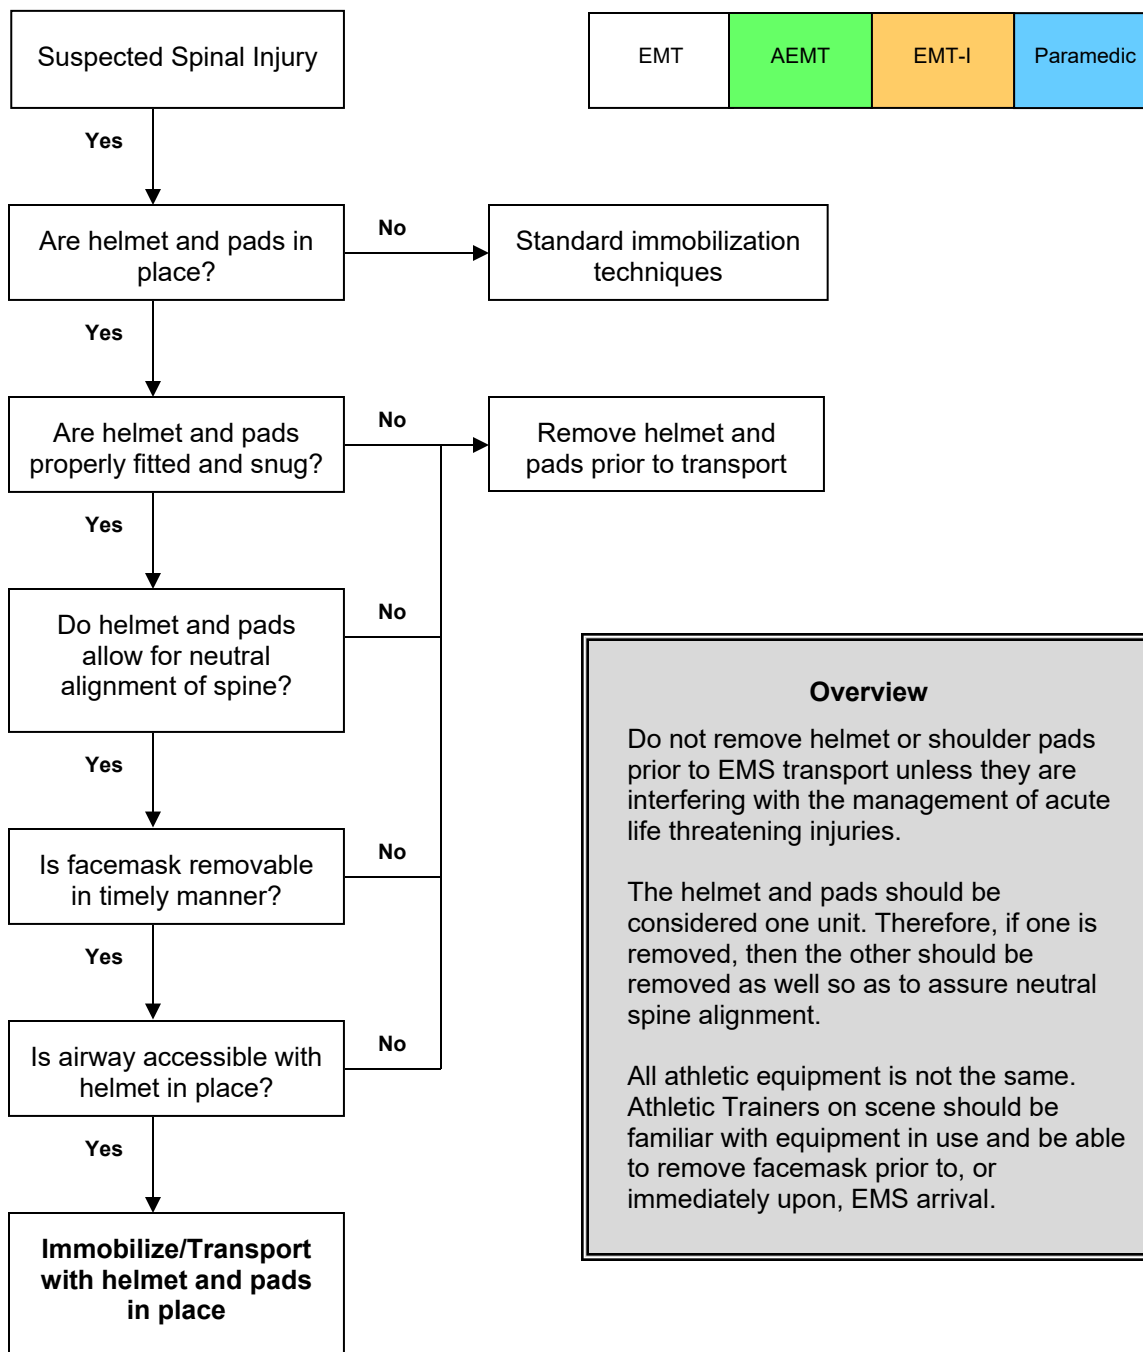 Suspected Spinal Injury
EMT
AEMT
EMT-I
Paramedic
Yes
Are helmet and pads in
place?
No
Standard immobilization
techniques
Yes
Are helmet and pads
properly fitted and snug?
No
Remove helmet and
pads prior to transport
Yes
Do helmet and pads
allow for neutral
alignment of spine?
No
Yes
Is facemask removable
in timely manner?
No
Yes
Is airway accessible with
helmet in place?
No
Yes
Immobilize/Transport
with helmet and pads
in place
Overview
Do not remove helmet or shoulder pads
prior to EMS transport unless they are
interfering with the management of acute
life threatening injuries.
The helmet and pads should be
considered one unit. Therefore, if one is
removed, then the other should be
removed as well so as to assure neutral
spine alignment.
All athletic equipment is not the same.
Athletic Trainers on scene should be
familiar with equipment in use and be able
to remove facemask prior to, or
immediately upon, EMS arrival.